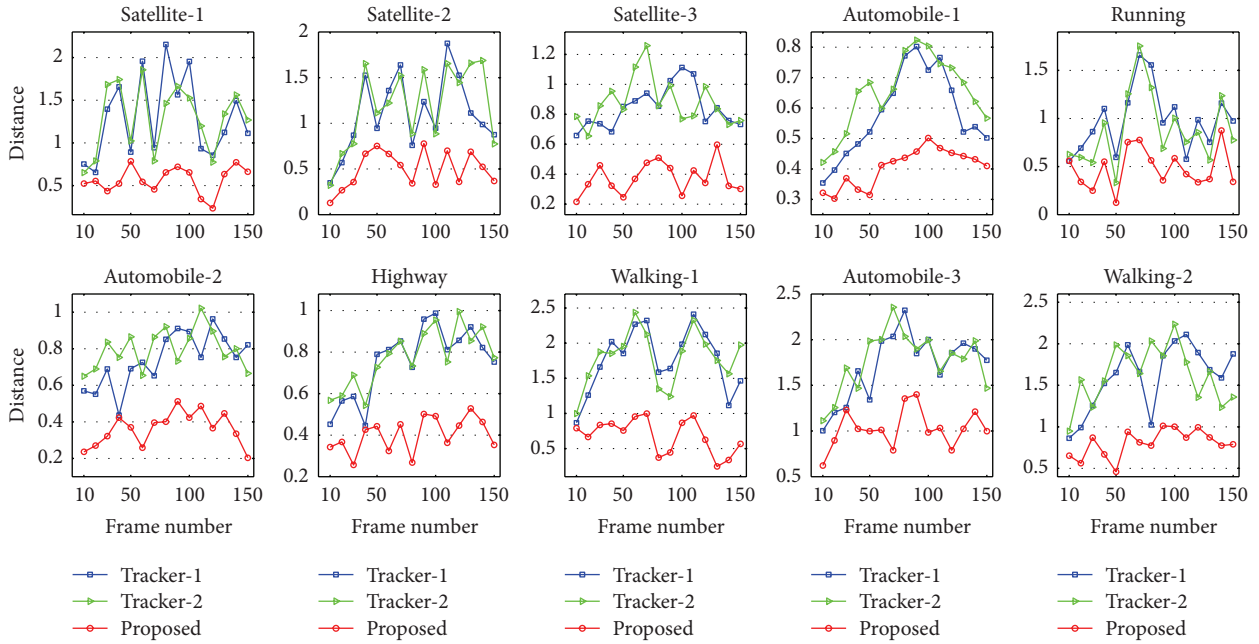 Satellite-1
Satellite-2
Satellite-3
Automobile-1
Running
Distance
2
1.5
1
0.5
10
50
100
150
2
1.5
1
0.5
0
10
50
100
150
1.2
1
0.8
0.6
0.4
0.2
10
50
100
150
0.8
0.7
0.6
0.5
0.4
0.3
10
50
100
150
2
1.5
1
0.5
0
10
50
100
150
Automobile-2
Highway
Walking-1
Automobile-3
Walking-2
Distance
1
0.8
0.6
0.4
0.2
10
50
100
150
1
0.8
0.6
0.4
0.2
10
50
100
150
2.5
2
1.5
1
0.5
10
50
100
150
2.5
2
1.5
1
0.5
10
50
100
150
2.5
2
1.5
1
0.5
10
50
100
150
Frame number
Frame number
Frame number
Frame number
Frame number
Tracker-1
Tracker-2
Proposed
Tracker-1
Tracker-2
Proposed
Tracker-1
Tracker-2
Proposed
Tracker-1
Tracker-2
Proposed
Tracker-1
Tracker-2
Proposed